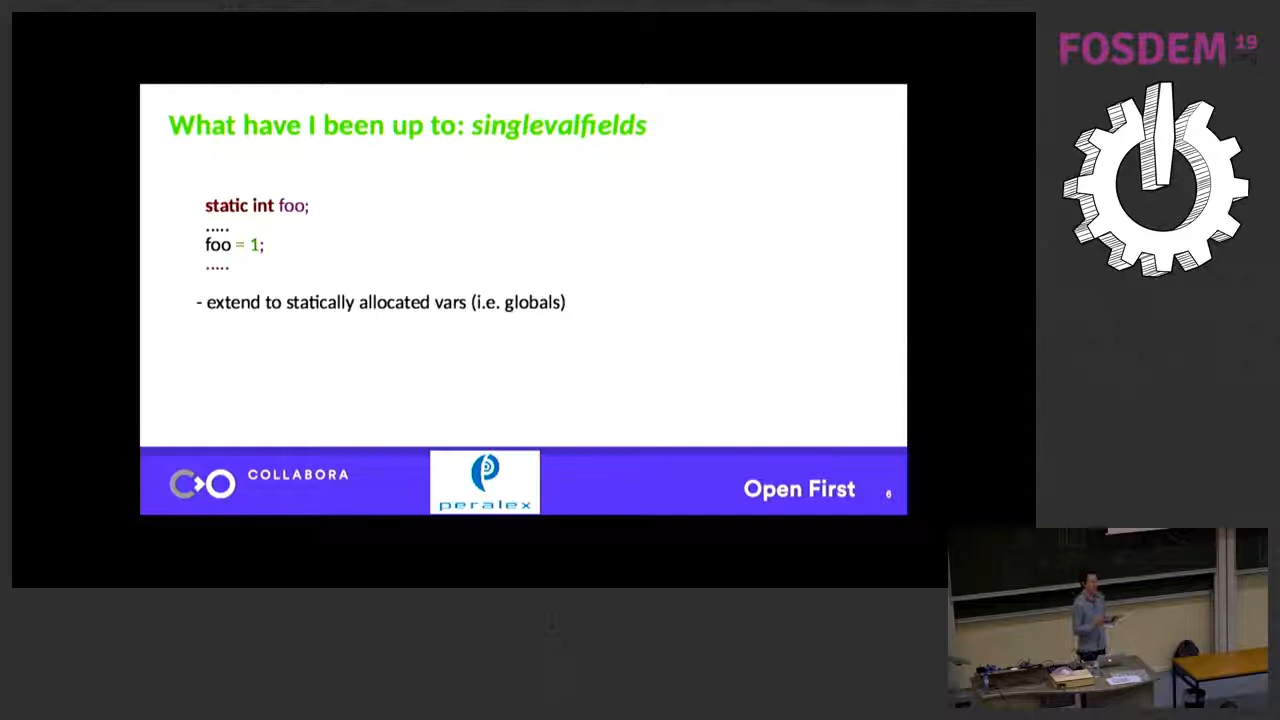 FOSDEM 19
What have I been up to: singlevalfields
static int foo;
.....
foo = 1;
.....
- extend to statically allocated vars (i.e. globals)
COLLABORA
peralex
Open First
6